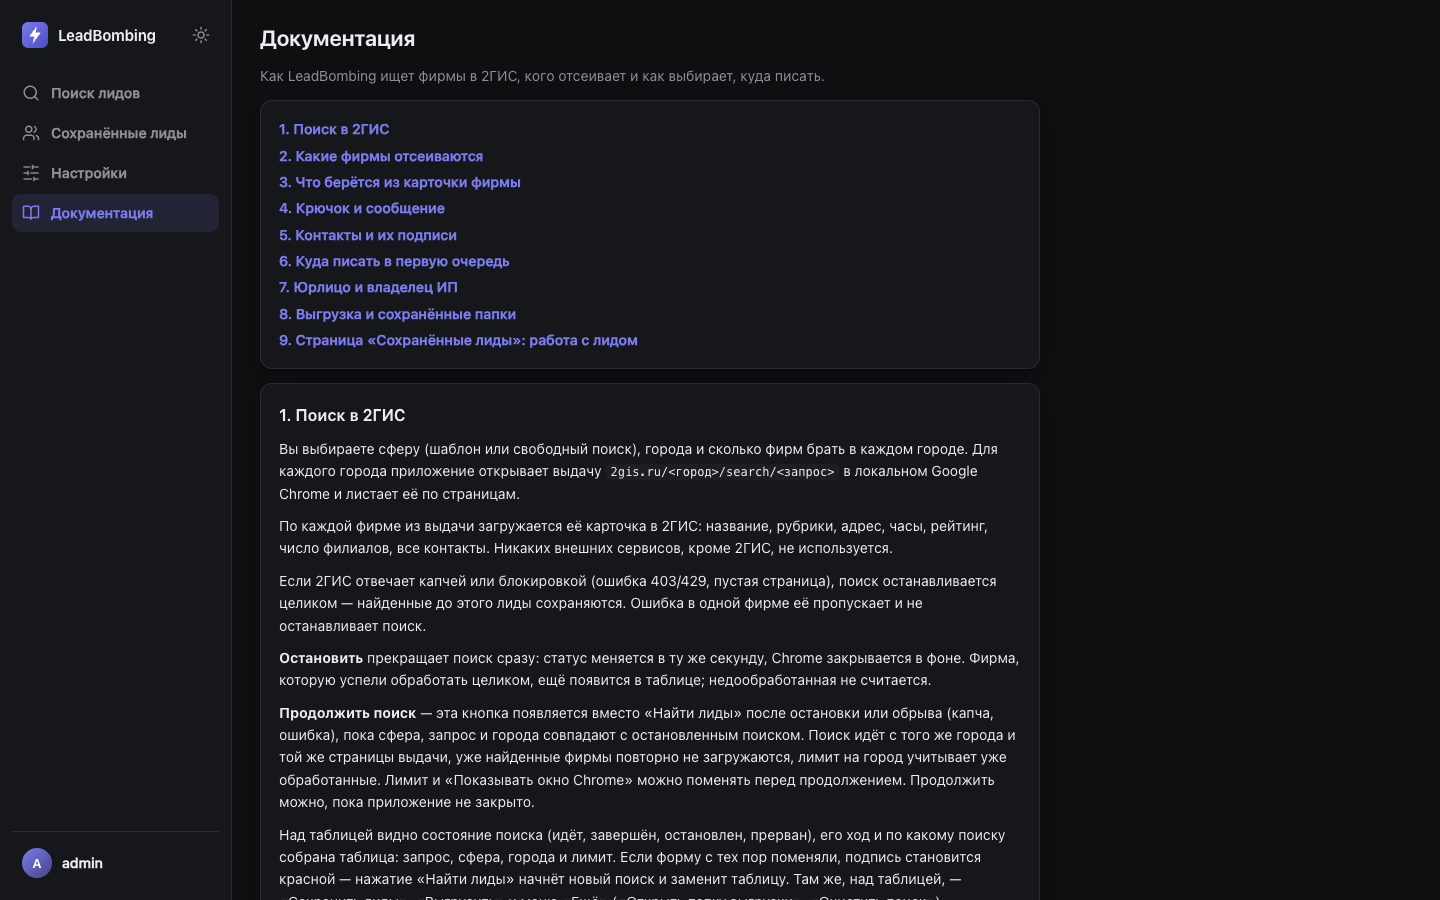 LeadBombing
Поиск лидов
Сохранённые лиды
Настройки
Документация
A
admin
Документация
Как LeadBombing ищет фирмы в 2ГИС, кого отсеивает и как выбирает, куда писать.
1. Поиск в 2ГИС
2. Какие фирмы отсеиваются
3. Что берётся из карточки фирмы
4. Крючок и сообщение
5. Контакты и их подписи
6. Куда писать в первую очередь
7. Юрлицо и владелец ИП
8. Выгрузка и сохранённые папки
9. Страница «Сохранённые лиды»: работа с лидом
1. Поиск в 2ГИС
Вы выбираете сферу (шаблон или свободный поиск), города и сколько фирм брать в каждом городе. Для
каждого города приложение открывает выдачу 2gis.ru/<город>/search/<запрос> в локальном Google
Chrome и листает её по страницам.
По каждой фирме из выдачи загружается её карточка в 2ГИС: название, рубрики, адрес, часы, рейтинг,
число филиалов, все контакты. Никаких внешних сервисов, кроме 2ГИС, не используется.
Если 2ГИС отвечает капчей или блокировкой (ошибка 403/429, пустая страница), поиск останавливается
целиком — найденные до этого лиды сохраняются. Ошибка в одной фирме её пропускает и не
останавливает поиск.
Остановить прекращает поиск сразу: статус меняется в ту же секунду, Chrome закрывается в фоне. Фирма,
которую успели обработать целиком, ещё появится в таблице; недообработанная не считается.
Продолжить поиск — эта кнопка появляется вместо «Найти лиды» после остановки или обрыва (капча,
ошибка), пока сфера, запрос и города совпадают с остановленным поиском. Поиск идёт с того же города и
той же страницы выдачи, уже найденные фирмы повторно не загружаются, лимит на город учитывает уже
обработанные. Лимит и «Показывать окно Chrome» можно поменять перед продолжением. Продолжить
можно, пока приложение не закрыто.
Над таблицей видно состояние поиска (идёт, завершён, остановлен, прерван), его ход и по какому поиску
собрана таблица: запрос, сфера, города и лимит. Если форму с тех пор поменяли, подпись становится
красной — нажатие «Найти лиды» начнёт новый поиск и заменит таблицу. Там же, над таблицей, —